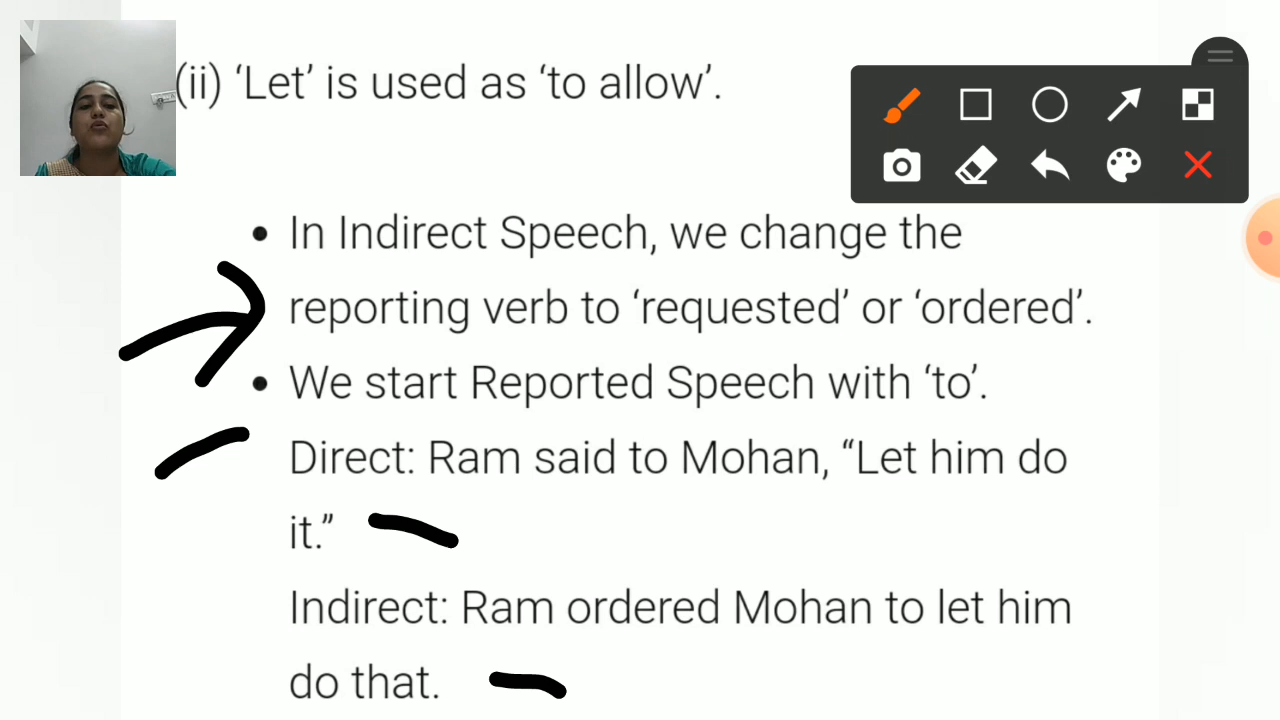 (ii) ‘Let’ is used as ‘to allow’.
• In Indirect Speech, we change the
reporting verb to ‘requested’ or ‘ordered’.
• We start Reported Speech with ‘to’.
Direct: Ram said to Mohan, “Let him do
it.”
Indirect: Ram ordered Mohan to let him
do that.